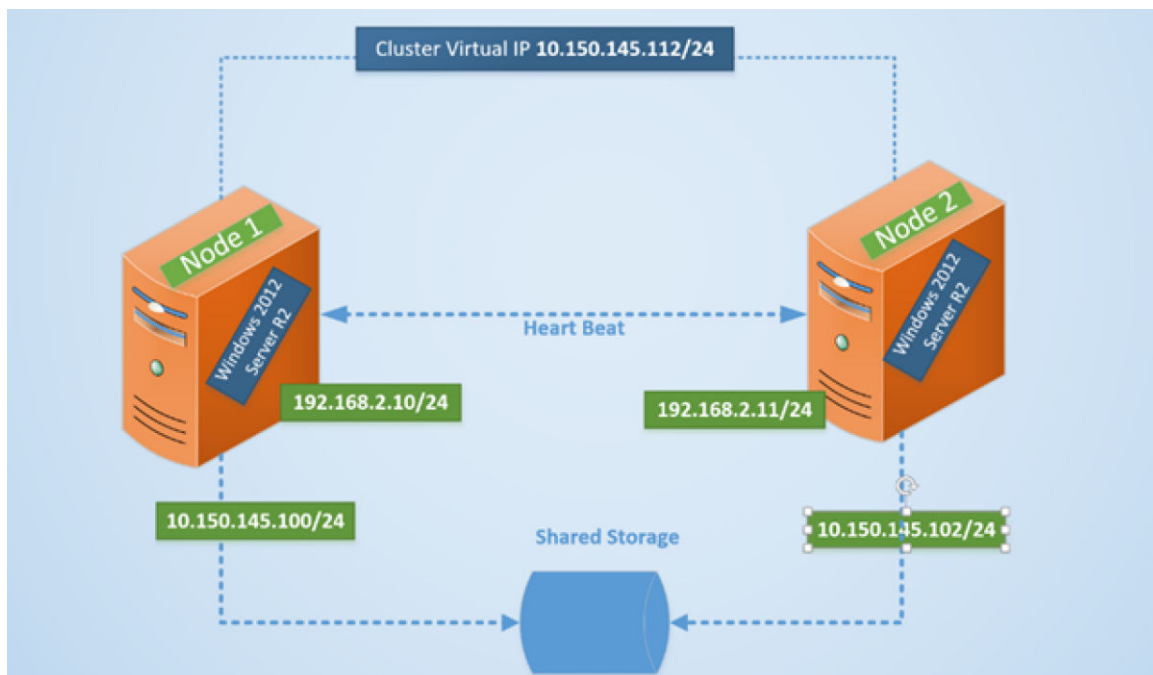 Cluster Virtual IP 10.150.145.112/24
Node 1
Node 2
Windows 2012
Server R2
Windows 2012
Server R2
Heart Beat
192.168.2.10/24
192.168.2.11/24
10.150.145.100/24
10.150.145.102/24
Shared Storage